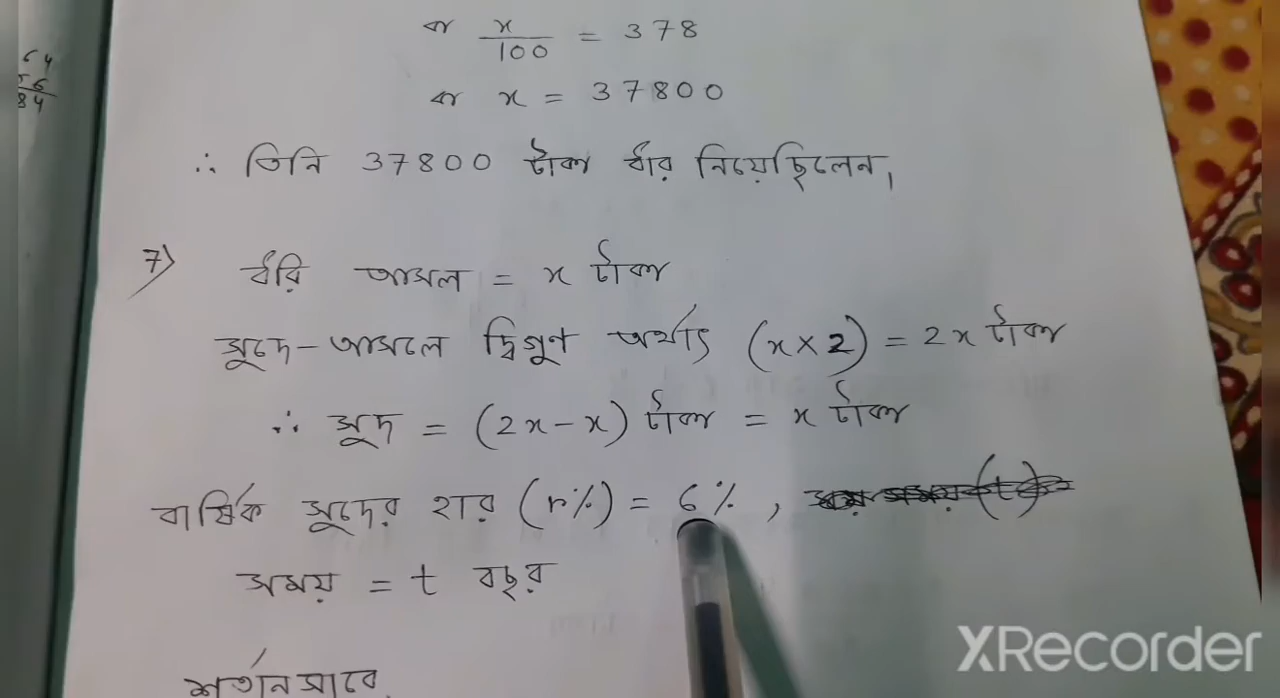 বা x/100 = 378
বা x = 37800
∴ তিনি 37800 টাকা ধার নিয়েছিলেন।
7) ধরি আসল = x টাকা
সুদে-আসলে দ্বিগুণ অর্থাৎ (x × 2) = 2x টাকা
∴ সুদ = (2x - x) টাকা = x টাকা
বার্ষিক সুদের হার (r%) = 6%,
সময় = t বছর
শর্তানুসারে,
XRecorder